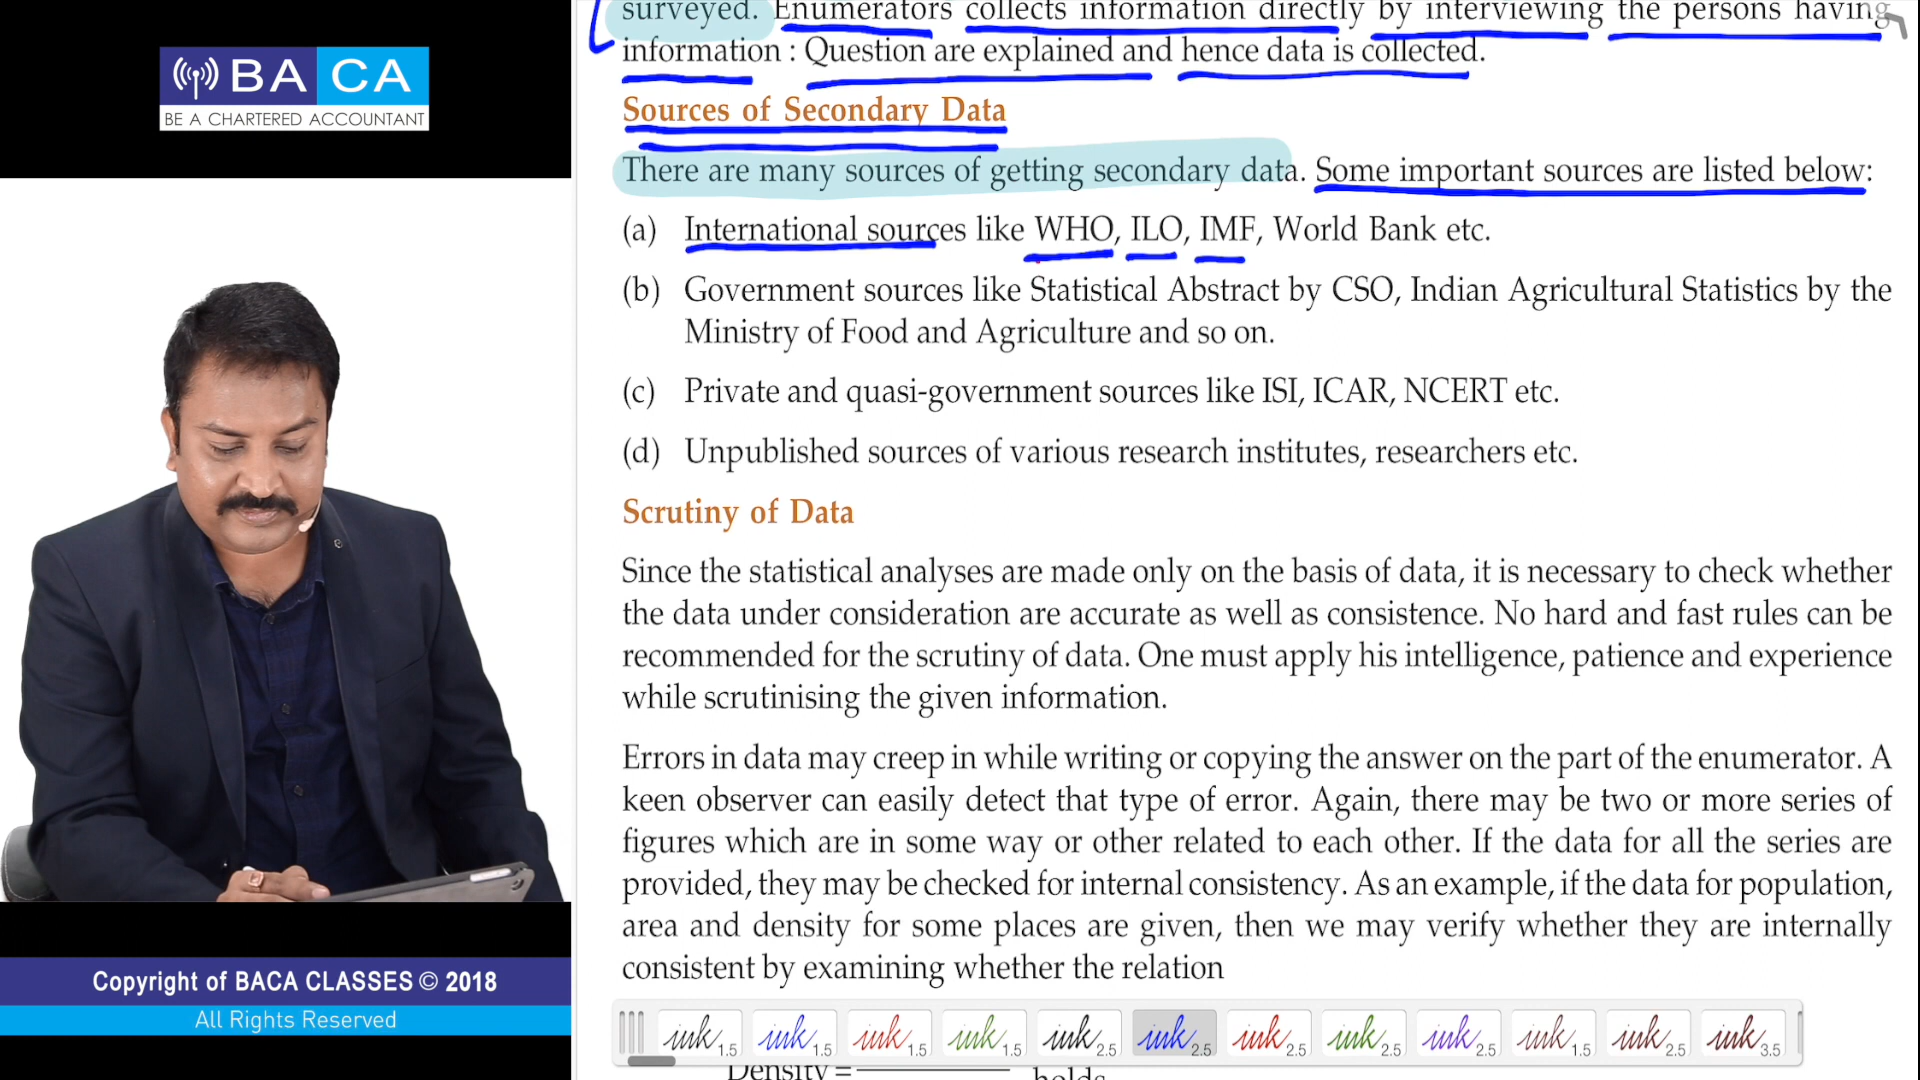 BA CA
BE A CHARTERED ACCOUNTANT
surveyed. Enumerators collects information directly by interviewing the persons having
information : Question are explained and hence data is collected.
Sources of Secondary Data
There are many sources of getting secondary data. Some important sources are listed below:
(a) International sources like WHO, ILO, IMF, World Bank etc.
(b) Government sources like Statistical Abstract by CSO, Indian Agricultural Statistics by the
Ministry of Food and Agriculture and so on.
(c) Private and quasi-government sources like ISI, ICAR, NCERT etc.
(d) Unpublished sources of various research institutes, researchers etc.
Scrutiny of Data
Since the statistical analyses are made only on the basis of data, it is necessary to check whether
the data under consideration are accurate as well as consistence. No hard and fast rules can be
recommended for the scrutiny of data. One must apply his intelligence, patience and experience
while scrutinising the given information.
Errors in data may creep in while writing or copying the answer on the part of the enumerator. A
keen observer can easily detect that type of error. Again, there may be two or more series of
figures which are in some way or other related to each other. If the data for all the series are
provided, they may be checked for internal consistency. As an example, if the data for population,
area and density for some places are given, then we may verify whether they are internally
consistent by examining whether the relation
ink 1.5 ink 1.5 ink 1.5 ink 1.5 ink 2.5 ink 2.5 ink 2.5 ink 2.5 ink 2.5 ink 1.5 ink 2.5 ink 3.5
Density = holds
Copyright of BACA CLASSES © 2018
All Rights Reserved